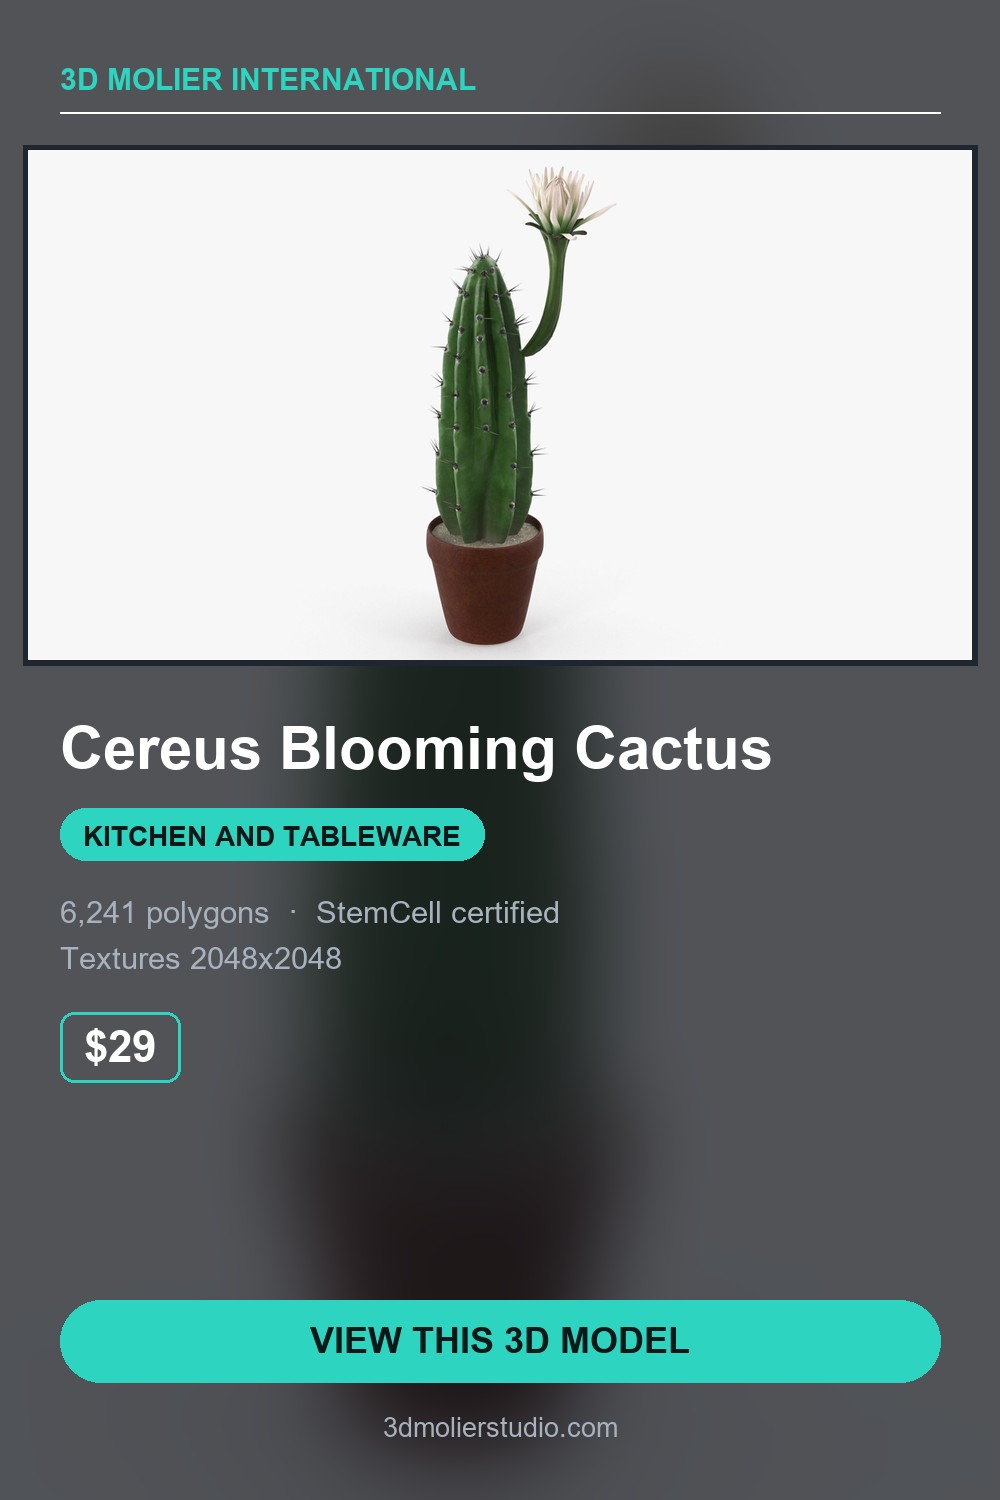 3D MOLIER INTERNATIONAL
Cereus Blooming Cactus
KITCHEN AND TABLEWARE
6,241 polygons · StemCell certified
Textures 2048x2048
$29
VIEW THIS 3D MODEL
3dmolierstudio.com